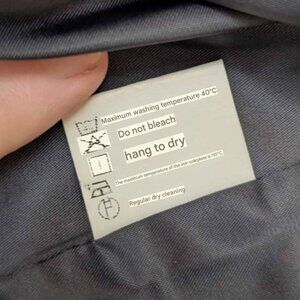 Maximum washing temperature 40°C
Do not bleach
hang to dry
The maximum temperature of the iron soleplate is 110°C
Regular dry cleaning